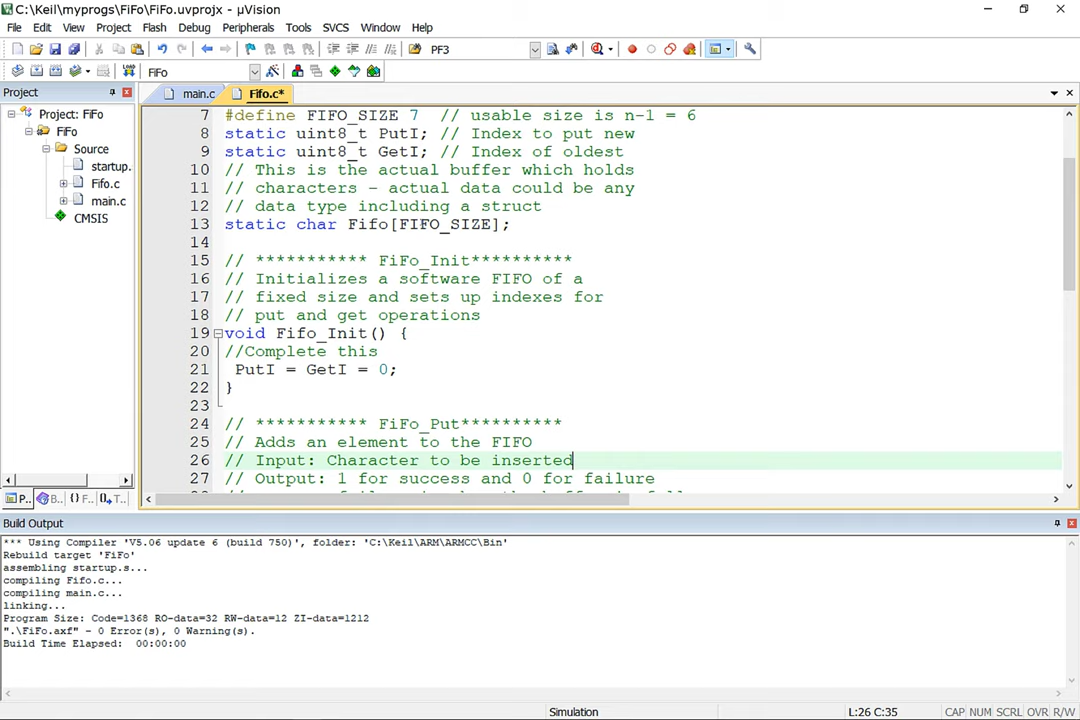 C:\Keil\myprogs\FiFo\FiFo.uvprojx - µVision
File Edit View Project Flash Debug Peripherals Tools SVCS Window Help
PF3
FiFo
Project
main.c Fifo.c*
Project: FiFo
FiFo
Source
startup.
Fifo.c
main.c
CMSIS
7 #define FIFO_SIZE 7 // usable size is n-1 = 6
8 static uint8_t PutI; // Index to put new
9 static uint8_t GetI; // Index of oldest
10 // This is the actual buffer which holds
11 // characters - actual data could be any
12 // data type including a struct
13 static char Fifo[FIFO_SIZE];
14
15 // *********** FiFo_Init**********
16 // Initializes a software FIFO of a
17 // fixed size and sets up indexes for
18 // put and get operations
19 void Fifo_Init() {
20 //Complete this
21 PutI = GetI = 0;
22 }
23
24 // *********** FiFo_Put**********
25 // Adds an element to the FIFO
26 // Input: Character to be inserted
27 // Output: 1 for success and 0 for failure
P.. B.. {} F.. T..
Build Output
*** Using Compiler 'V5.06 update 6 (build 750)', folder: 'C:\Keil\ARM\ARMCC\Bin'
Rebuild target 'FiFo'
assembling startup.s...
compiling Fifo.c...
compiling main.c...
linking...
Program Size: Code=1368 RO-data=32 RW-data=12 ZI-data=1212
".\FiFo.axf" - 0 Error(s), 0 Warning(s).
Build Time Elapsed: 00:00:00
Simulation L:26 C:35 CAP NUM SCRL OVR R/W